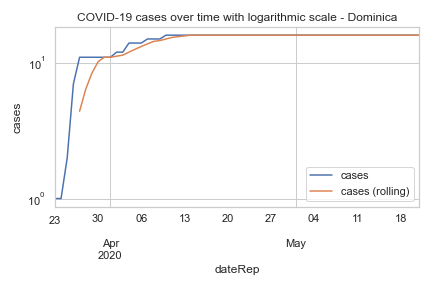 COVID-19 cases over time with logarithmic scale - Dominica
cases
10¹
10⁰
cases
cases (rolling)
23 30 06 13 20 27 04 11 18
Apr May
2020
dateRep